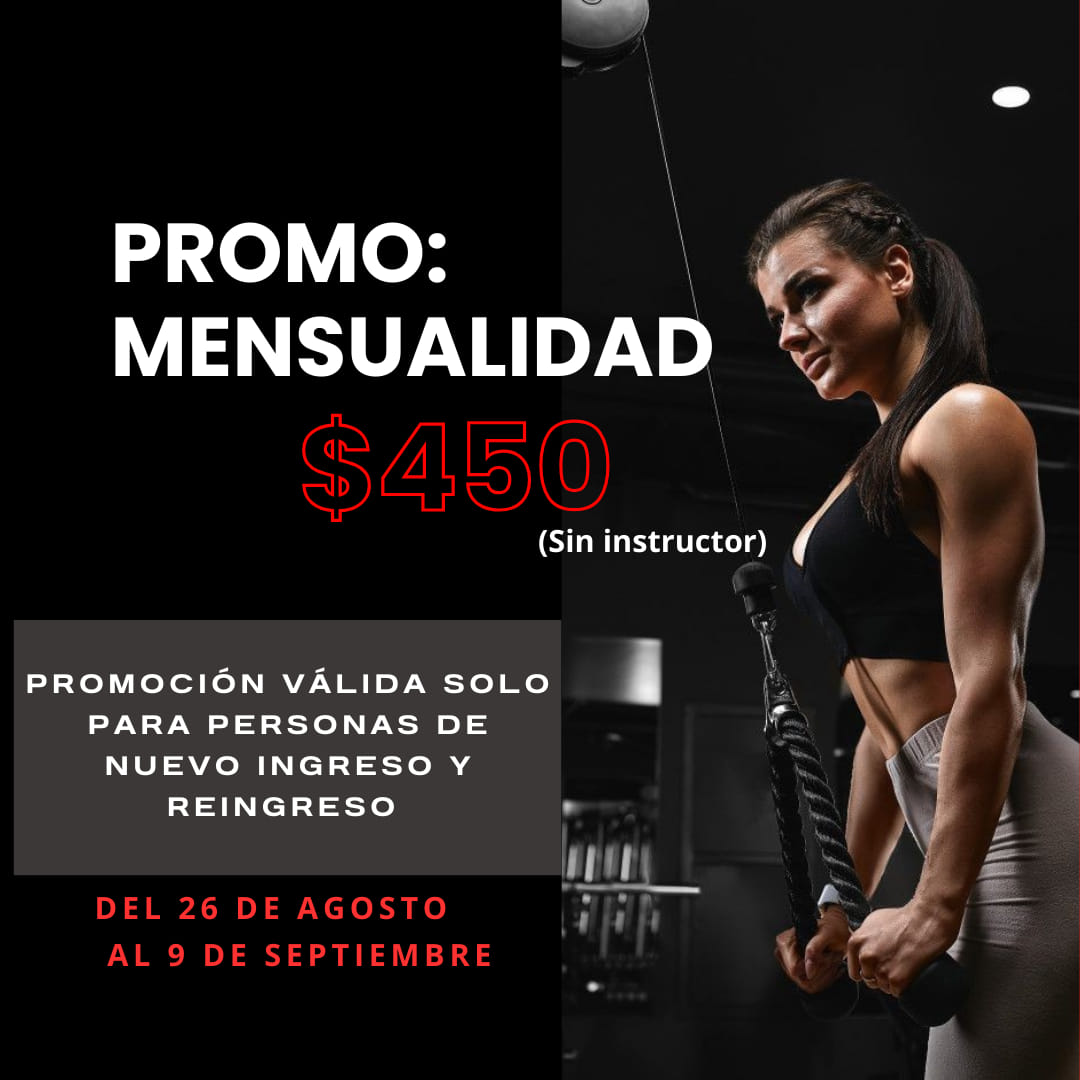 PROMO:
MENSUALIDAD
$450
(Sin instructor)
PROMOCIÓN VÁLIDA SOLO
PARA PERSONAS DE
NUEVO INGRESO Y
REINGRESO
DEL 26 DE AGOSTO
AL 9 DE SEPTIEMBRE